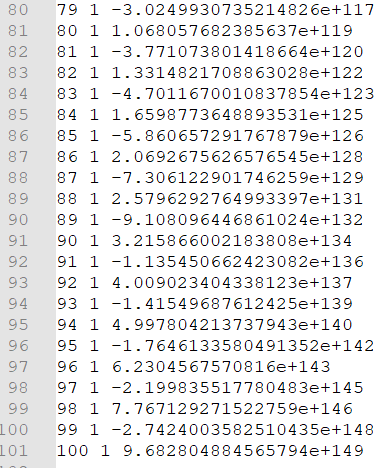 80 79 1 -3.0249930735214826e+117
81 80 1 1.068057682385637e+119
82 81 1 -3.771073801418664e+120
83 82 1 1.3314821708863028e+122
84 83 1 -4.7011670010837854e+123
85 84 1 1.6598773648893531e+125
86 85 1 -5.860657291767879e+126
87 86 1 2.0692675626576545e+128
88 87 1 -7.306122901746259e+129
89 88 1 2.5796292764993397e+131
90 89 1 -9.108096446861024e+132
91 90 1 3.215866002183808e+134
92 91 1 -1.135450662423082e+136
93 92 1 4.009023404338123e+137
94 93 1 -1.41549687612425e+139
95 94 1 4.997804213737943e+140
96 95 1 -1.7646133580491352e+142
97 96 1 6.2304567570816e+143
98 97 1 -2.199835517780483e+145
99 98 1 7.767129271522759e+146
100 99 1 -2.7424003582510435e+148
101 100 1 9.682804884565794e+149